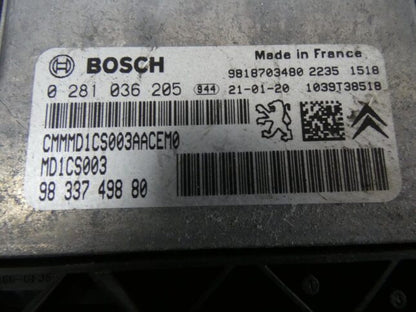 BOSCH
Made in France
9818703480 2235 1518
0 281 036 205 944 21-01-20 1039T38518
CMMMD1CS003AACEM0
MD1CS003
98 337 498 80